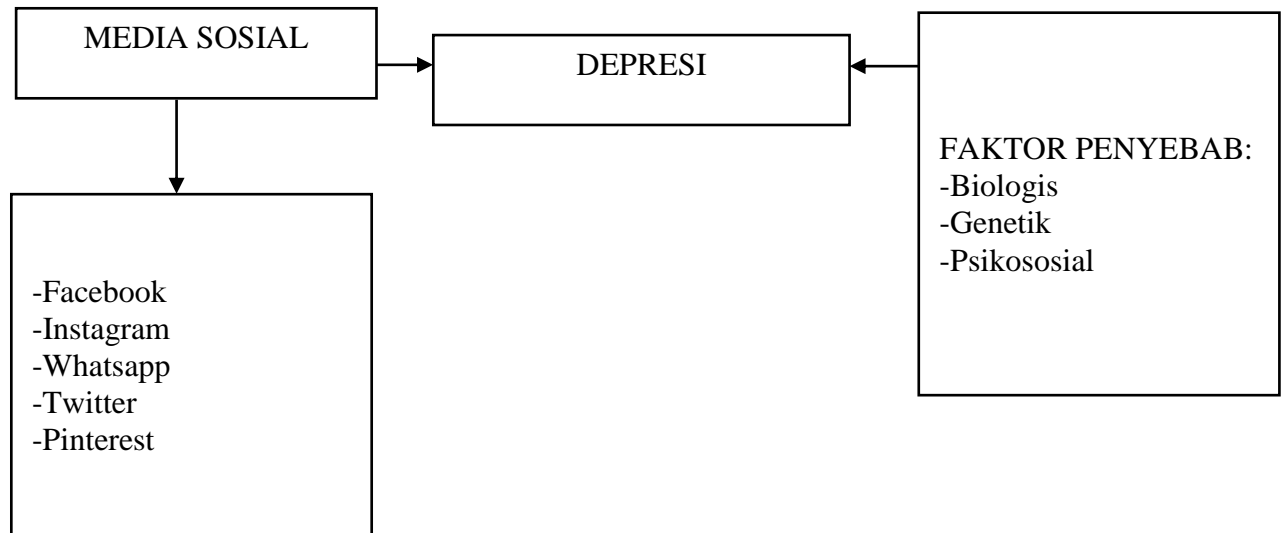 MEDIA SOSIAL
DEPRESI
FAKTOR PENYEBAB:
-Biologis
-Genetik
-Psikososial
-Facebook
-Instagram
-Whatsapp
-Twitter
-Pinterest